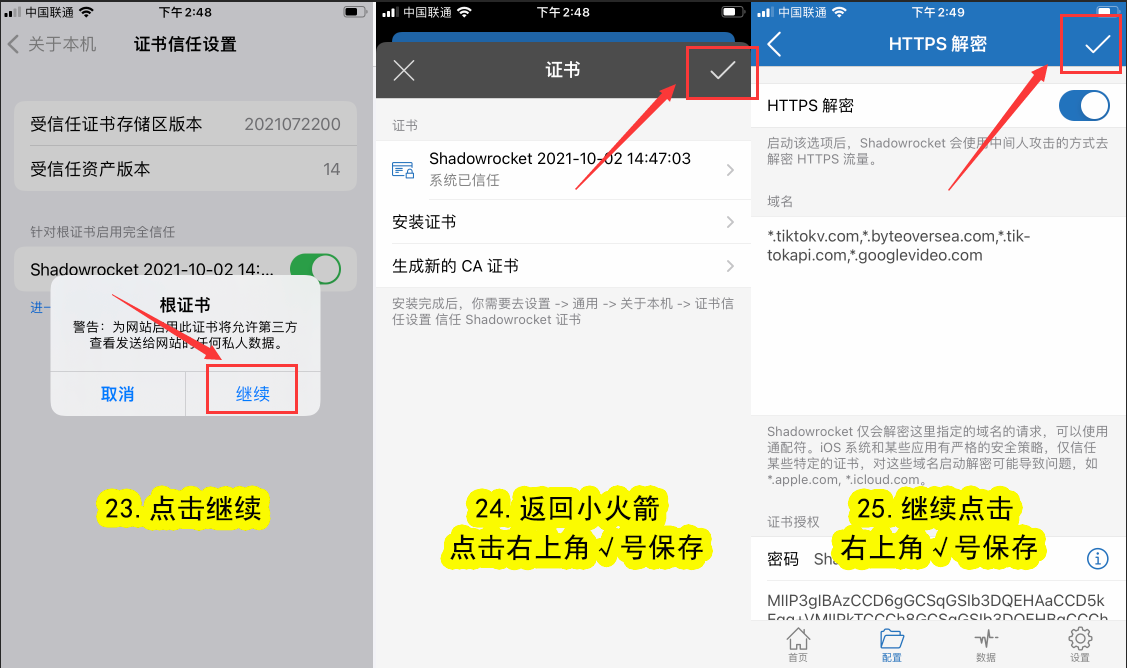 中国联通
下午2:48
关于本机
证书信任设置
受信任证书存储区版本
2021072200
受信任资产版本
14
针对根证书启用完全信任
Shadowrocket 2021-10-02 14:...
进一
根证书
警告：为网站启用此证书将允许第三方
查看发送给网站的任何私人数据。
取消
继续
23. 点击继续
中国联通
下午2:48
证书
证书
Shadowrocket 2021-10-02 14:47:03
系统已信任
安装证书
生成新的 CA 证书
安装完成后，你需要去设置 -> 通用 -> 关于本机 -> 证书信
任设置 信任 Shadowrocket 证书
24. 返回小火箭
点击右上角 √ 号保存
中国联通
下午2:49
HTTPS 解密
HTTPS 解密
启动该选项后，Shadowrocket 会使用中间人攻击的方式去
解密 HTTPS 流量。
域名
*.tiktokv.com,*.byteoversea.com,*.tik-
tokapi.com,*.googlevideo.com
Shadowrocket 仅会解密这里指定的域名的请求，可以使用
通配符。iOS 系统和某些应用有严格的安全策略，仅信任
某些特定的证书，对这些域名启动解密可能导致问题，如
*.apple.com, *.icloud.com。
25. 继续点击
右上角 √ 号保存
证书授权
密码
Sha
MIIP3gIBAzCCD6gGCSqGSIb3DQEHAaCCD5k
首页
配置
数据
设置